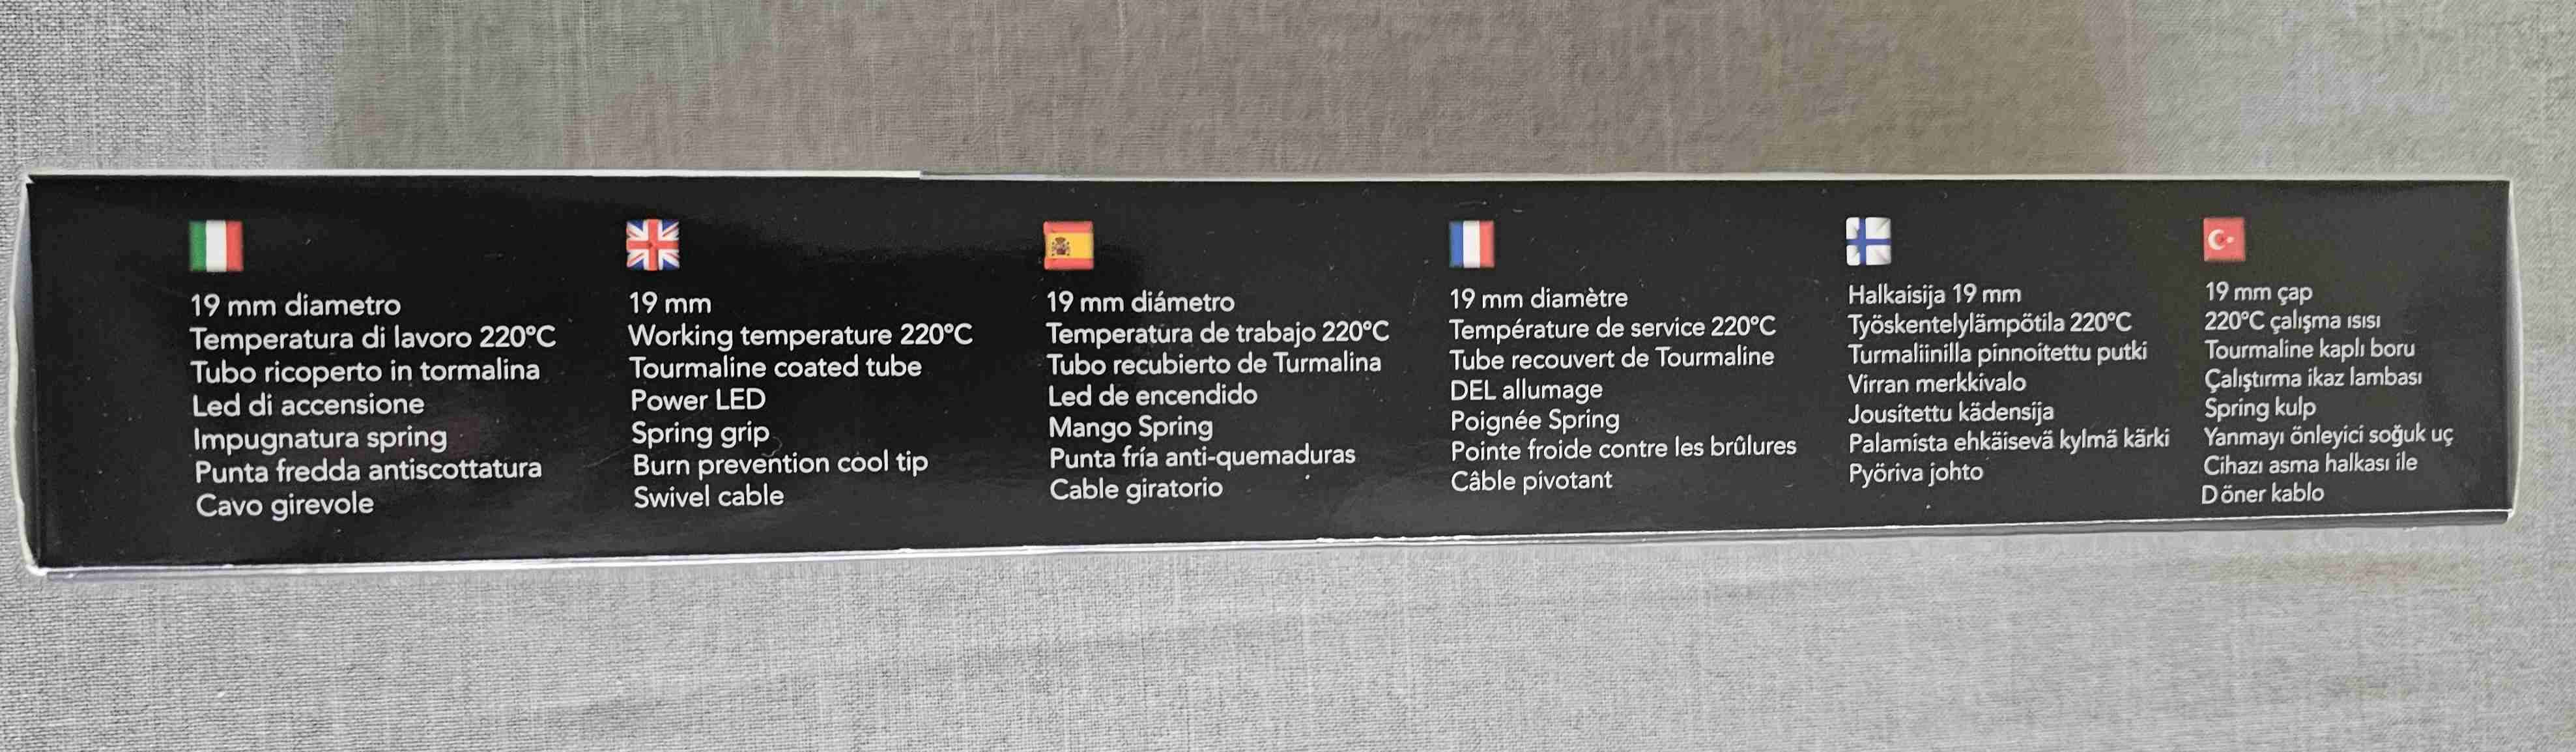 19 mm diametro
Temperatura di lavoro 220°C
Tubo ricoperto in tormalina
Led di accensione
Impugnatura spring
Punta fredda antiscottatura
Cavo girevole
19 mm
Working temperature 220°C
Tourmaline coated tube
Power LED
Spring grip
Burn prevention cool tip
Swivel cable
19 mm diámetro
Temperatura de trabajo 220°C
Tubo recubierto de Turmalina
Led de encendido
Mango Spring
Punta fría anti-quemaduras
Cable giratorio
19 mm diamètre
Température de service 220°C
Tube recouvert de Tourmaline
DEL allumage
Poignée Spring
Pointe froide contre les brûlures
Câble pivotant
Halkaisija 19 mm
Työskentelylämpötila 220°C
Turmaliinilla pinnoitettu putki
Virran merkkivalo
Jousitettu kädensija
Palamista ehkäisevä kylmä kärki
Pyöriva johto
19 mm çap
220°C çalışma ısısı
Tourmaline kaplı boru
Çalıştırma ikaz lambası
Spring kulp
Yanmayı önleyici soğuk uç
Cihazı asma halkası ile
Döner kablo